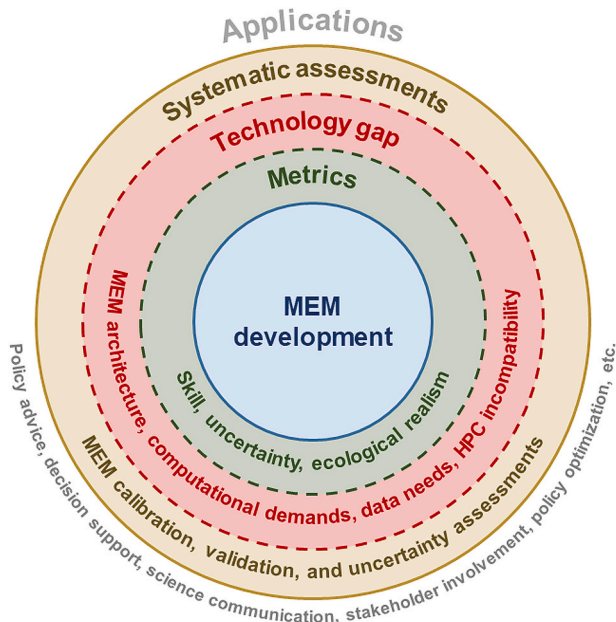 Applications
Systematic assessments
Technology gap
Metrics
MEM
development
Skill, uncertainty, ecological realism
MEM architecture, computational demands, data needs, HPC incompatibility
MEM calibration, validation, and uncertainty assessments
Policy advice, decision support, science communication, stakeholder involvement, policy optimization, etc.